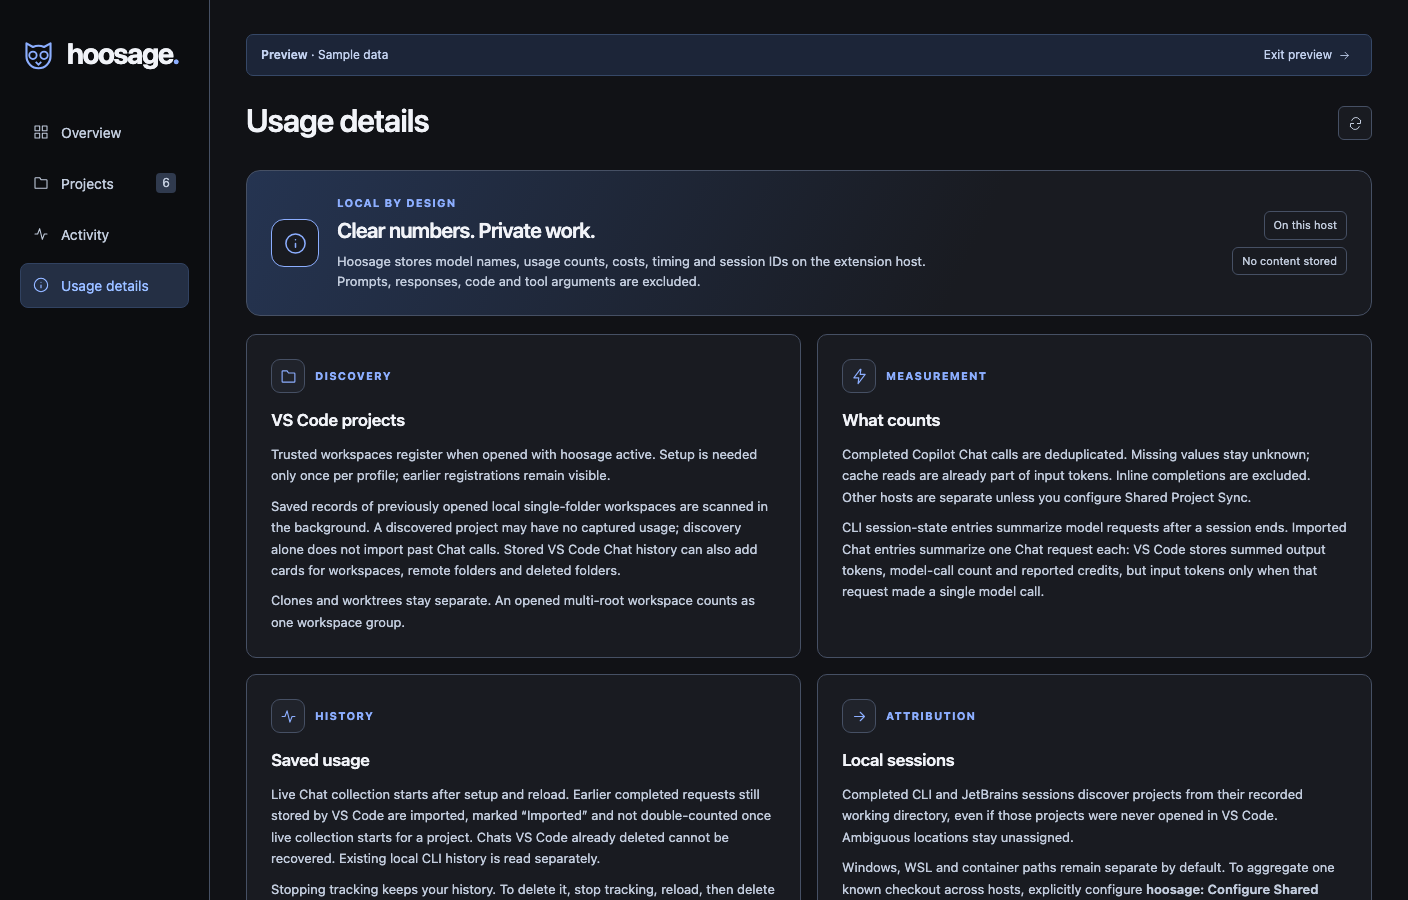 hoosage.
Overview
Projects 6
Activity
Usage details
Preview · Sample data
Exit preview →
Usage details
LOCAL BY DESIGN
Clear numbers. Private work.
Hoosage stores model names, usage counts, costs, timing and session IDs on the extension host.
Prompts, responses, code and tool arguments are excluded.
On this host
No content stored
DISCOVERY
VS Code projects
Trusted workspaces register when opened with hoosage active. Setup is needed
only once per profile; earlier registrations remain visible.
Saved records of previously opened local single-folder workspaces are scanned in
the background. A discovered project may have no captured usage; discovery
alone does not import past Chat calls. Stored VS Code Chat history can also add
cards for workspaces, remote folders and deleted folders.
Clones and worktrees stay separate. An opened multi-root workspace counts as
one workspace group.
MEASUREMENT
What counts
Completed Copilot Chat calls are deduplicated. Missing values stay unknown;
cache reads are already part of input tokens. Inline completions are excluded.
Other hosts are separate unless you configure Shared Project Sync.
CLI session-state entries summarize model requests after a session ends. Imported
Chat entries summarize one Chat request each: VS Code stores summed output
tokens, model-call count and reported credits, but input tokens only when that
request made a single model call.
HISTORY
Saved usage
Live Chat collection starts after setup and reload. Earlier completed requests still
stored by VS Code are imported, marked “Imported” and not double-counted once
live collection starts for a project. Chats VS Code already deleted cannot be
recovered. Existing local CLI history is read separately.
Stopping tracking keeps your history. To delete it, stop tracking, reload, then delete
ATTRIBUTION
Local sessions
Completed CLI and JetBrains sessions discover projects from their recorded
working directory, even if those projects were never opened in VS Code.
Ambiguous locations stay unassigned.
Windows, WSL and container paths remain separate by default. To aggregate one
known checkout across hosts, explicitly configure hoosage: Configure Shared